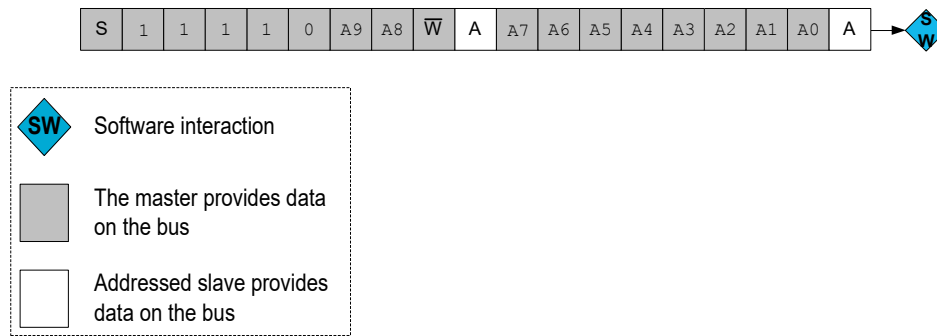 S 1 1 1 1 0 A9 A8 W̅ A A7 A6 A5 A4 A3 A2 A1 A0 A S
W
SW Software interaction
The master provides data
on the bus
Addressed slave provides
data on the bus